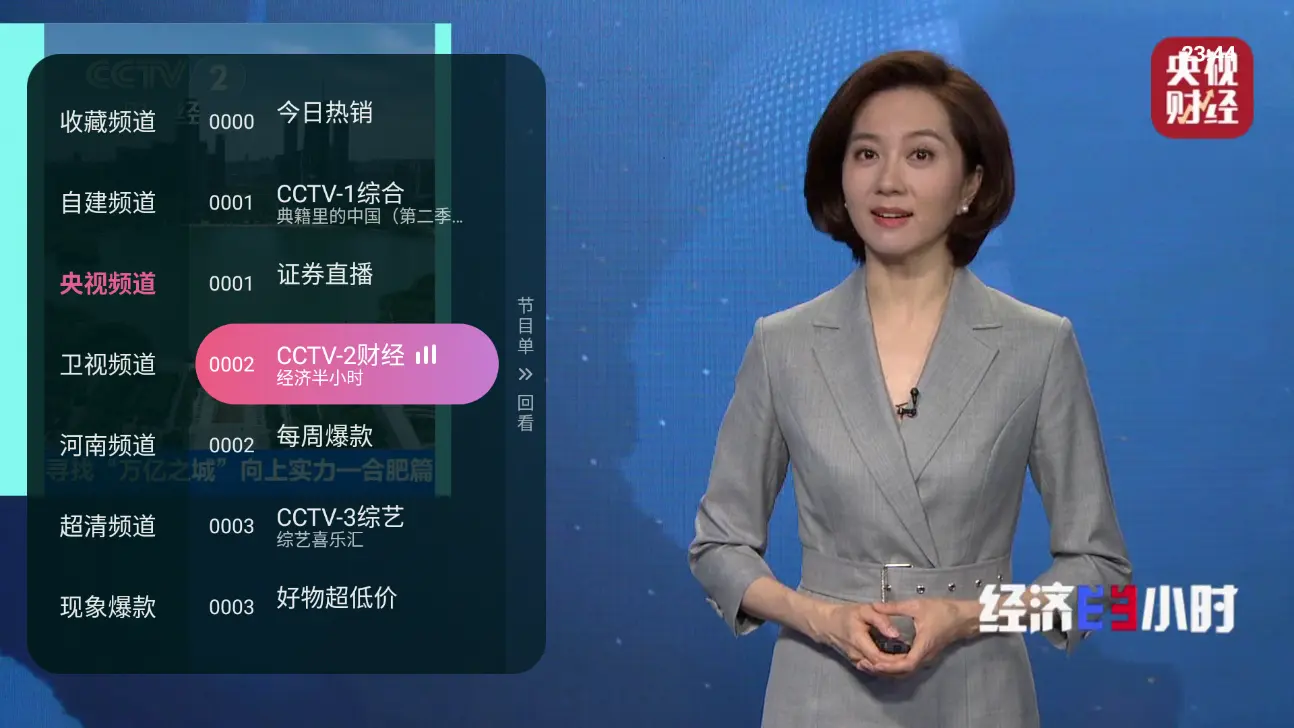 23:44
央视
财经
CCTV 2
经
收藏频道
自建频道
央视频道
卫视频道
河南频道
超清频道
现象爆款
0000 今日热销
0001 CCTV-1综合
典籍里的中国（第二季...
0001 证券直播
0002 CCTV-2财经
经济半小时
0002 每周爆款
0003 CCTV-3综艺
综艺喜乐汇
0003 好物超低价
节目单 » 回看
寻找“万亿之城”向上实力—合肥篇
经济半小时